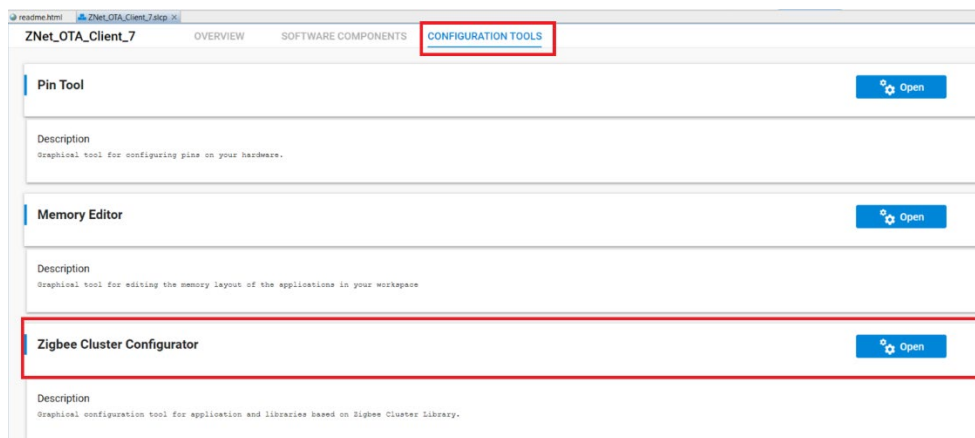 readme.html
ZNet_OTA_Client_7.slcp
ZNet_OTA_Client_7 OVERVIEW SOFTWARE COMPONENTS CONFIGURATION TOOLS
Pin Tool Open
Description
Graphical tool for configuring pins on your hardware.
Memory Editor Open
Description
Graphical tool for editing the memory layout of the applications in your workspace
Zigbee Cluster Configurator Open
Description
Graphical configuration tool for application and libraries based on Zigbee Cluster Library.